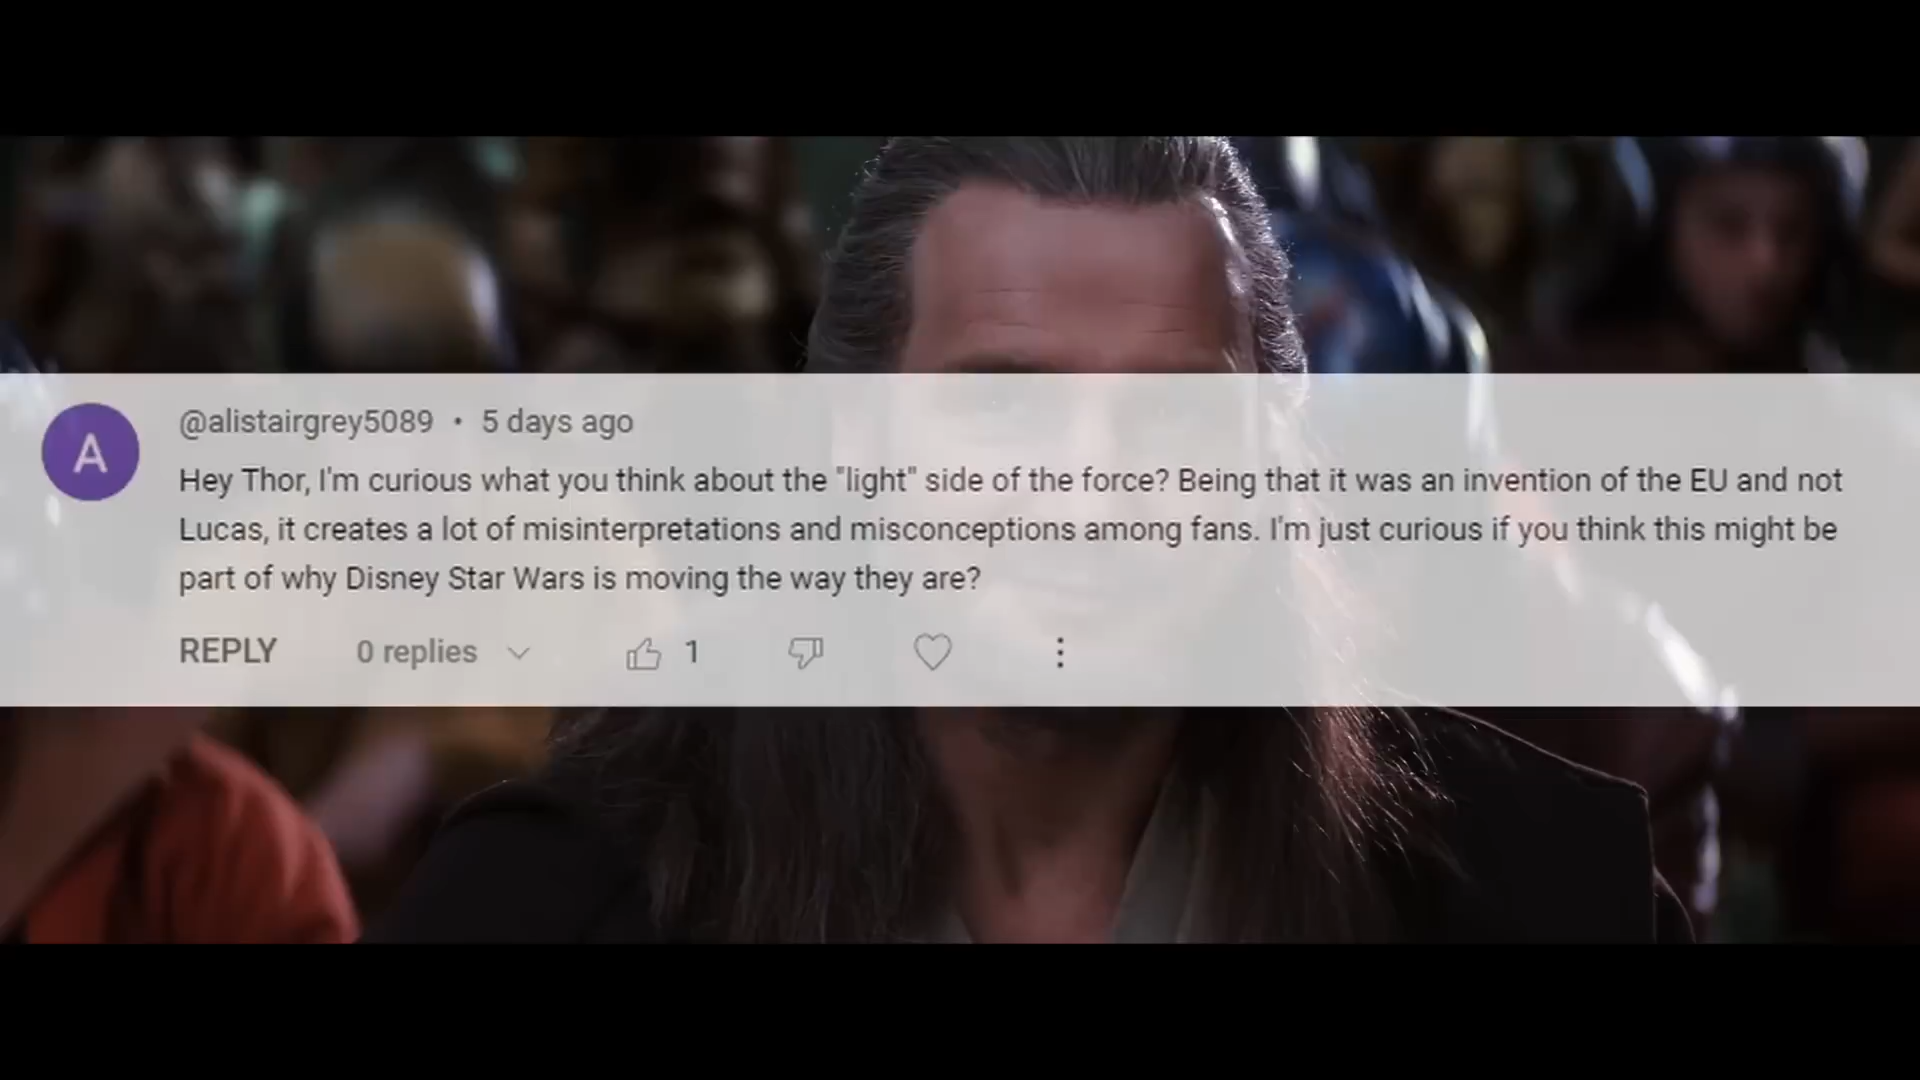 A
@alistairgrey5089 • 5 days ago
Hey Thor, I'm curious what you think about the "light" side of the force? Being that it was an invention of the EU and not
Lucas, it creates a lot of misinterpretations and misconceptions among fans. I'm just curious if you think this might be
part of why Disney Star Wars is moving the way they are?
REPLY 0 replies 1